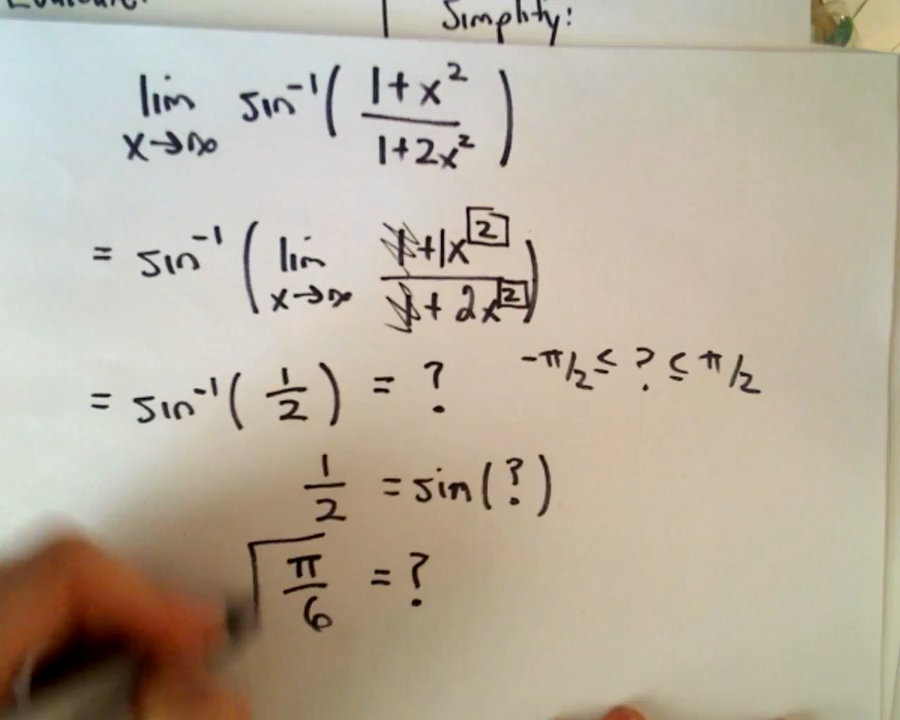 Simplify:
lim x→∞ sin⁻¹( (1+x²)/(1+2x²) )
= sin⁻¹( lim x→∞ (1+1x²)/(1+2x²) )
= sin⁻¹( 1/2 ) = ? -π/2 ≤ ? ≤ π/2
1/2 = sin(?)
π/6 = ?